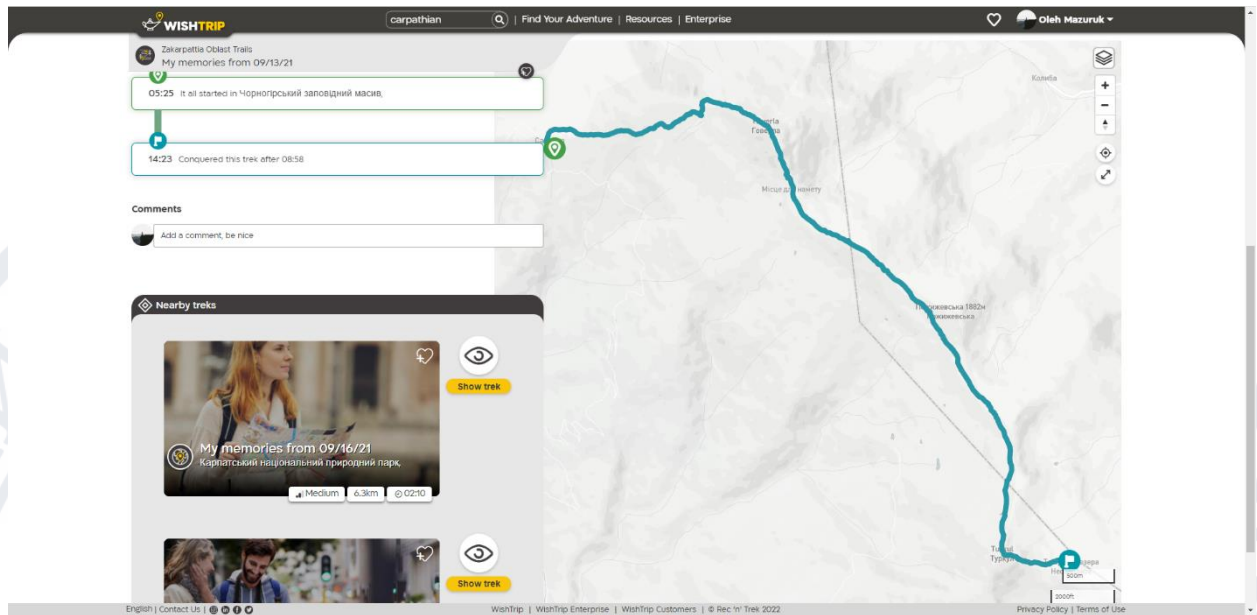 WISHTRIP
carpathian
| Find Your Adventure | Resources | Enterprise
Oleh Mazuruk
Zakarpattia Oblast Trails
My memories from 09/13/21
05:25 It all started in Чорногірський заповідний масив,
14:23 Conquered this trek after 08:58
Comments
Add a comment, be nice
Nearby treks
Show trek
My memories from 09/16/21
Карпатський національний природний парк,
Medium 6.3km 02:10
Show trek
Калиба
+
-
Говерла
Місце для намету
1882м
500m
2000ft
English | Contact Us |
WishTrip | WishTrip Enterprise | WishTrip Customers | © Rec 'n' Trek 2022
Privacy Policy | Terms of Use